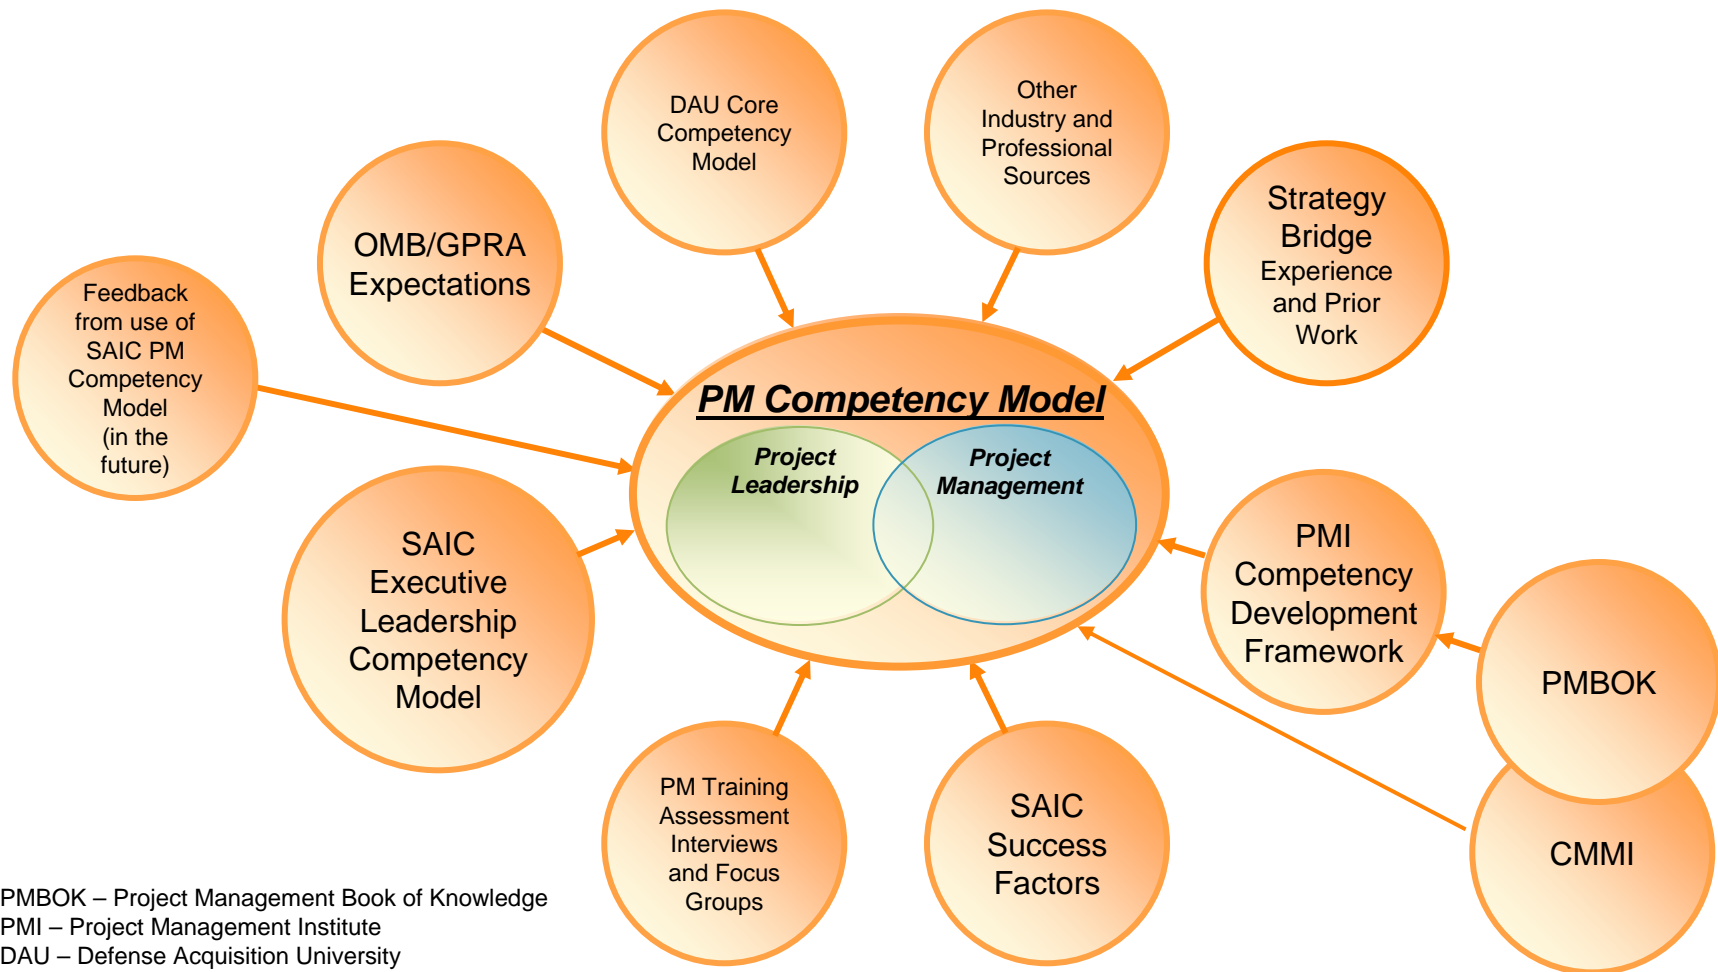 DAU Core
Competency
Model
Other
Industry and
Professional
Sources
OMB/GPRA
Expectations
Strategy
Bridge
Experience
and Prior
Work
Feedback
from use of
SAIC PM
Competency
Model
(in the
future)
PM Competency Model
Project
Leadership
Project
Management
SAIC
Executive
Leadership
Competency
Model
PMI
Competency
Development
Framework
PMBOK
CMMI
PM Training
Assessment
Interviews
and Focus
Groups
SAIC
Success
Factors
PMBOK – Project Management Book of Knowledge
PMI – Project Management Institute
DAU – Defense Acquisition University